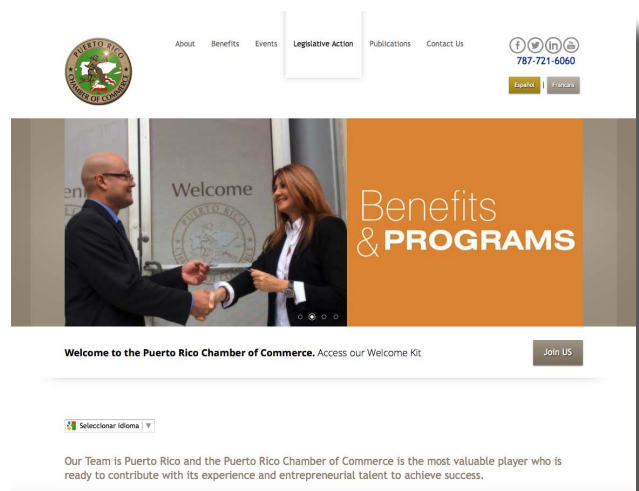 PUERTO RICO
CHAMBER OF COMMERCE
About Benefits Events Legislative Action Publications Contact Us
787-721-6060
Español | Francais
Welcome
PUERTO RICO
Benefits
& PROGRAMS
Welcome to the Puerto Rico Chamber of Commerce. Access our Welcome Kit
Join US
Seleccionar idioma ▼
Our Team is Puerto Rico and the Puerto Rico Chamber of Commerce is the most valuable player who is
ready to contribute with its experience and entrepreneurial talent to achieve success.